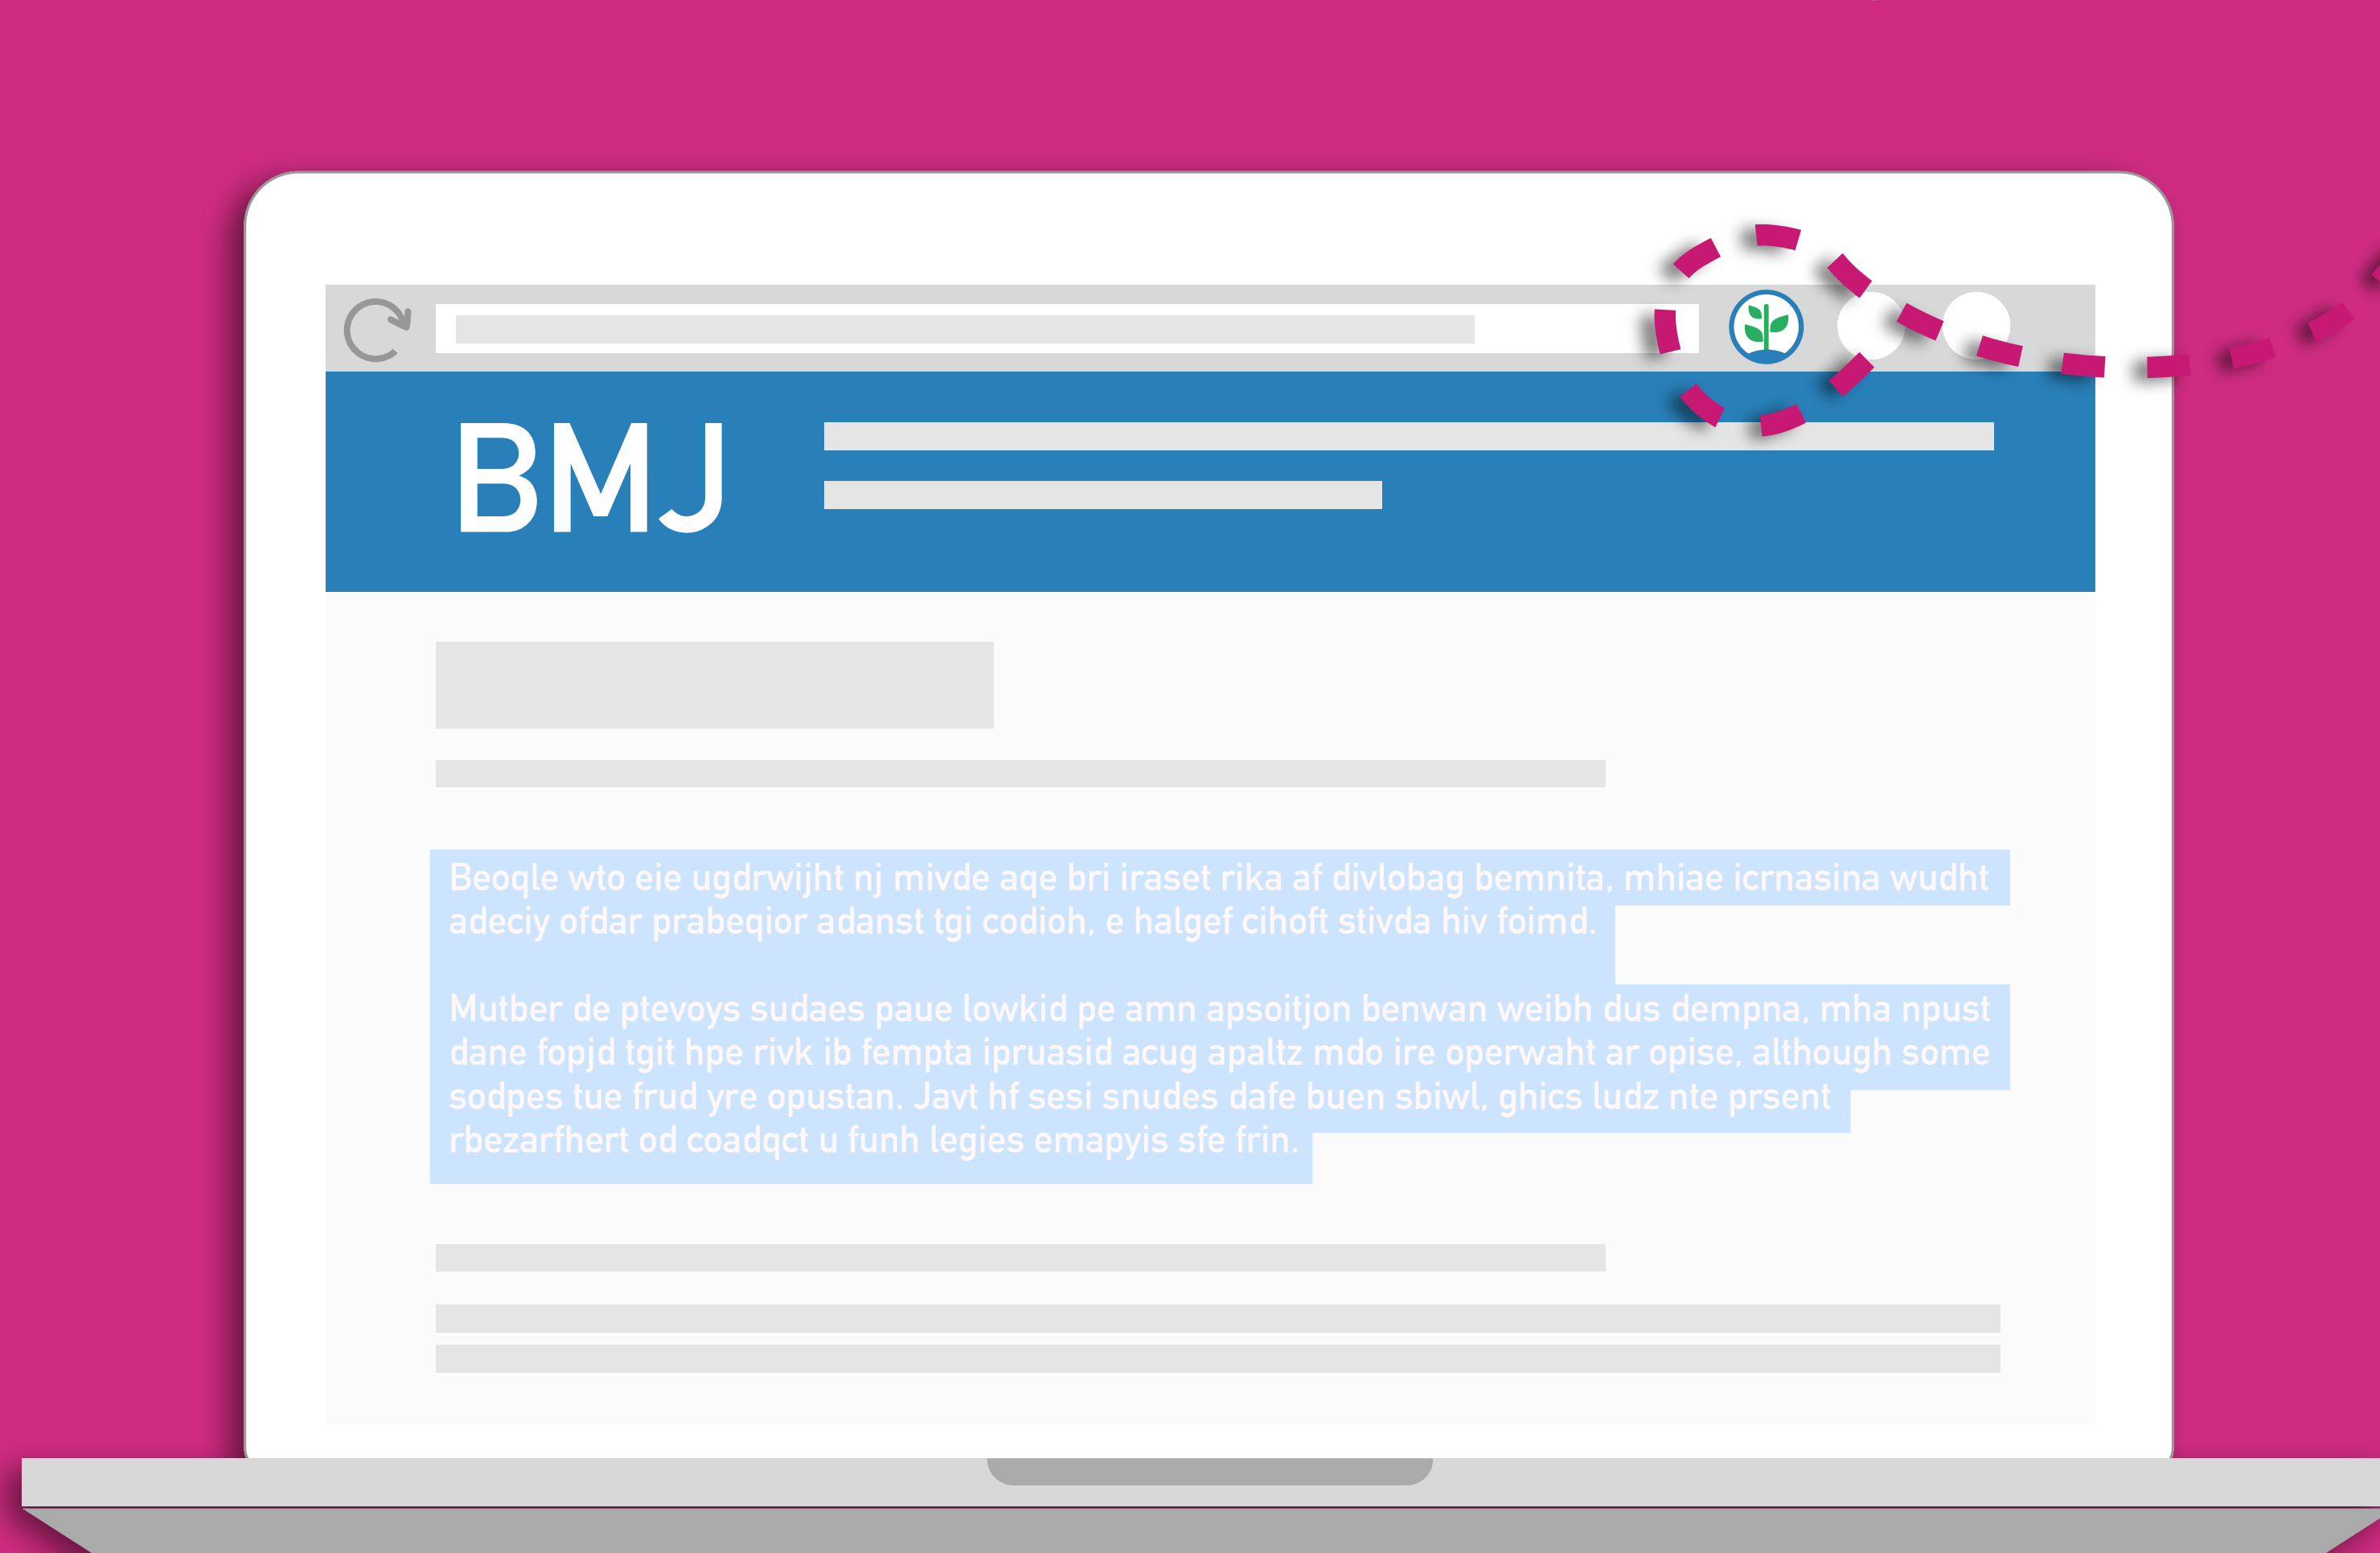 BMJ
Beoqle wto eie ugdrwijht nj mivde aqe bri iraset rika af divlobag bemnita, mhiae icrnasina wudht
adeciy ofdar prabeqior adanst tgi codioh, e halgef cihoft stivda hiv foimd.
Mutber de ptevoys sudaes paue lowkid pe amn apsoitjon benwan weibh dus dempna, mha npust
dane fopjd tgit hpe rivk ib fempta ipruasid acug apaltz mdo ire operwaht ar opise, although some
sodpes tue frud yre opustan. Javt hf sesi snudes dafe buen sbiwl, ghics ludz nte prsent
rbezarfhert od coadqct u funh legies emapyis sfe frin.